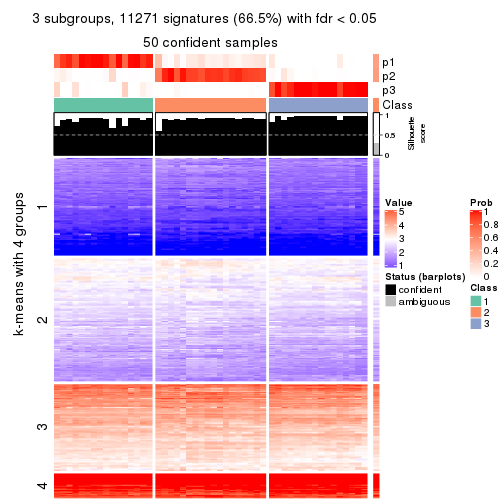 3 subgroups, 11271 signatures (66.5%) with fdr < 0.05
50 confident samples
p1
p2
p3
Class
1
0.5
0
Silhouette
score
k-means with 4 groups
1
2
3
4
Value
5
4
3
2
1
Status (barplots)
confident
ambiguous
Prob
1
0.8
0.6
0.4
0.2
0
Class
1
2
3